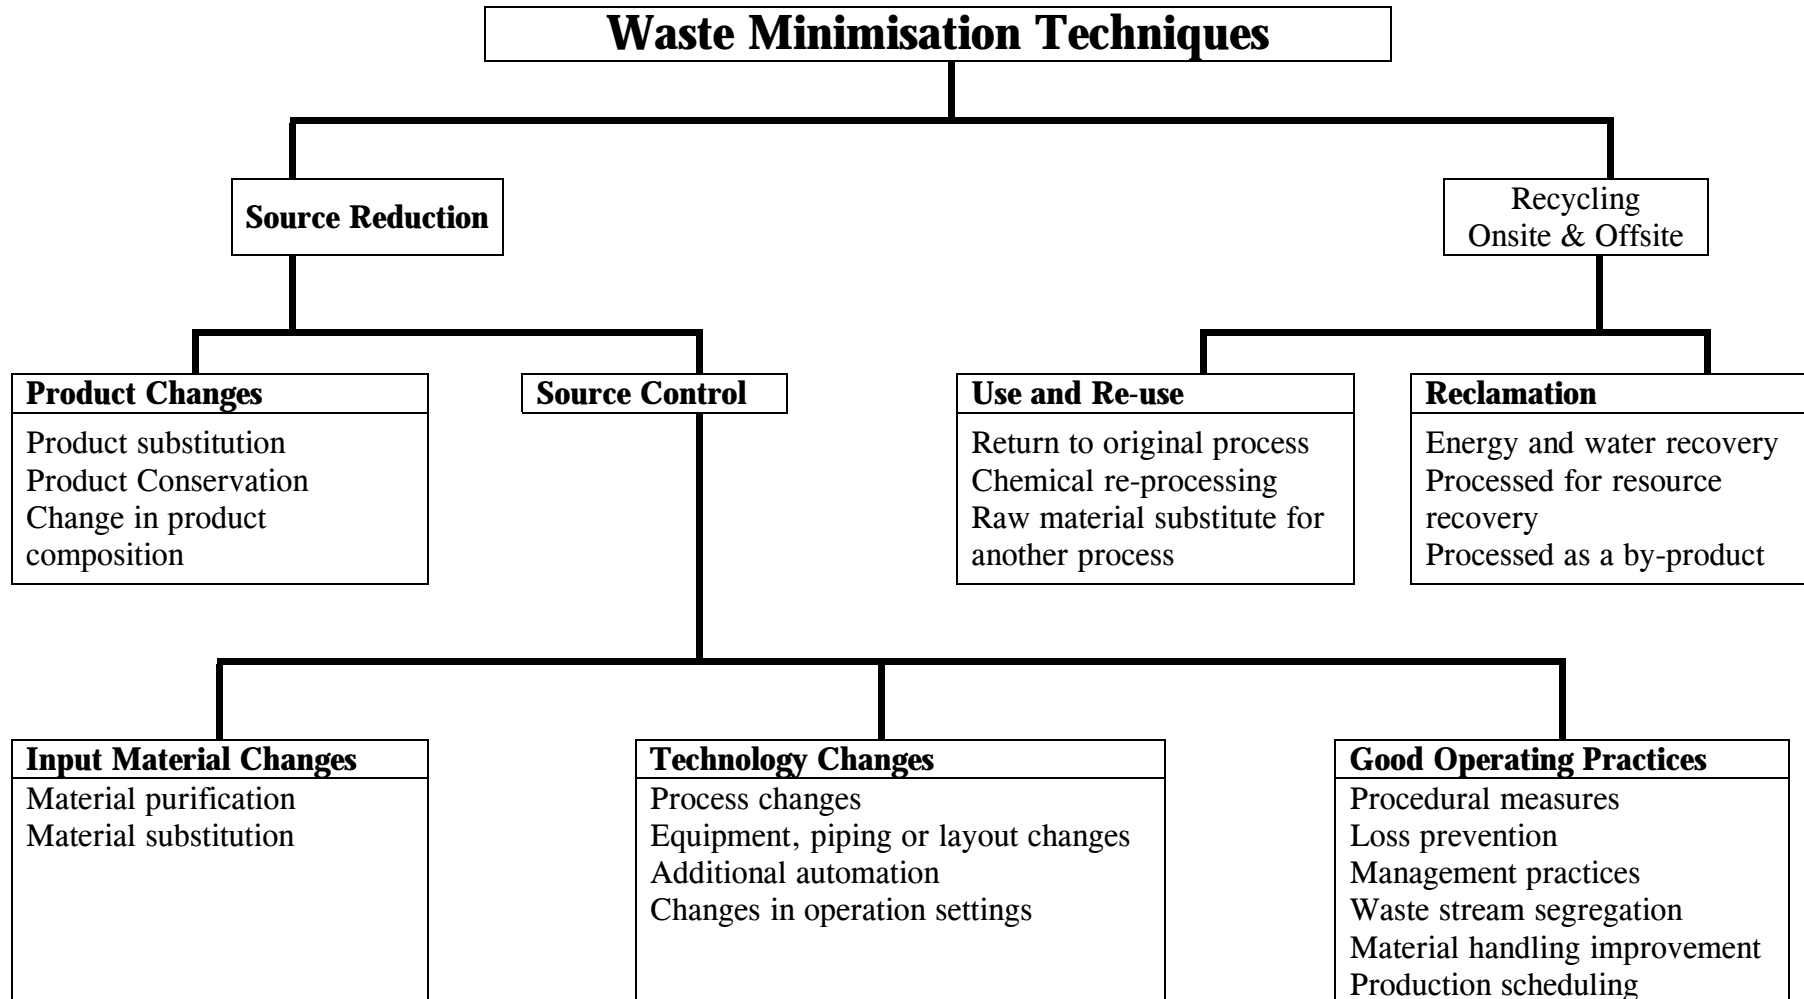 Waste Minimisation Techniques
Source Reduction
Recycling
Onsite & Offsite
Product Changes
Product substitution
Product Conservation
Change in product
composition
Source Control
Use and Re-use
Return to original process
Chemical re-processing
Raw material substitute for
another process
Reclamation
Energy and water recovery
Processed for resource
recovery
Processed as a by-product
Input Material Changes
Material purification
Material substitution
Technology Changes
Process changes
Equipment, piping or layout changes
Additional automation
Changes in operation settings
Good Operating Practices
Procedural measures
Loss prevention
Management practices
Waste stream segregation
Material handling improvement
Production scheduling